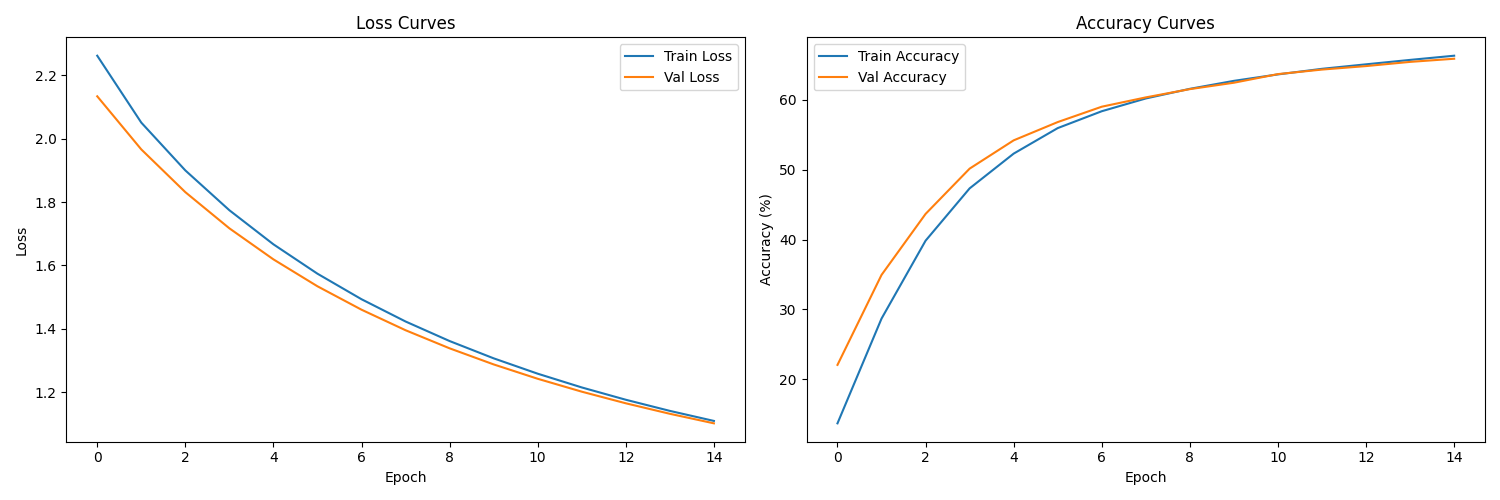 Loss Curves
Train Loss
Val Loss
2.2
2.0
1.8
1.6
1.4
1.2
Loss
0 2 4 6 8 10 12 14
Epoch
Accuracy Curves
Train Accuracy
Val Accuracy
60
50
40
30
20
Accuracy (%)
0 2 4 6 8 10 12 14
Epoch